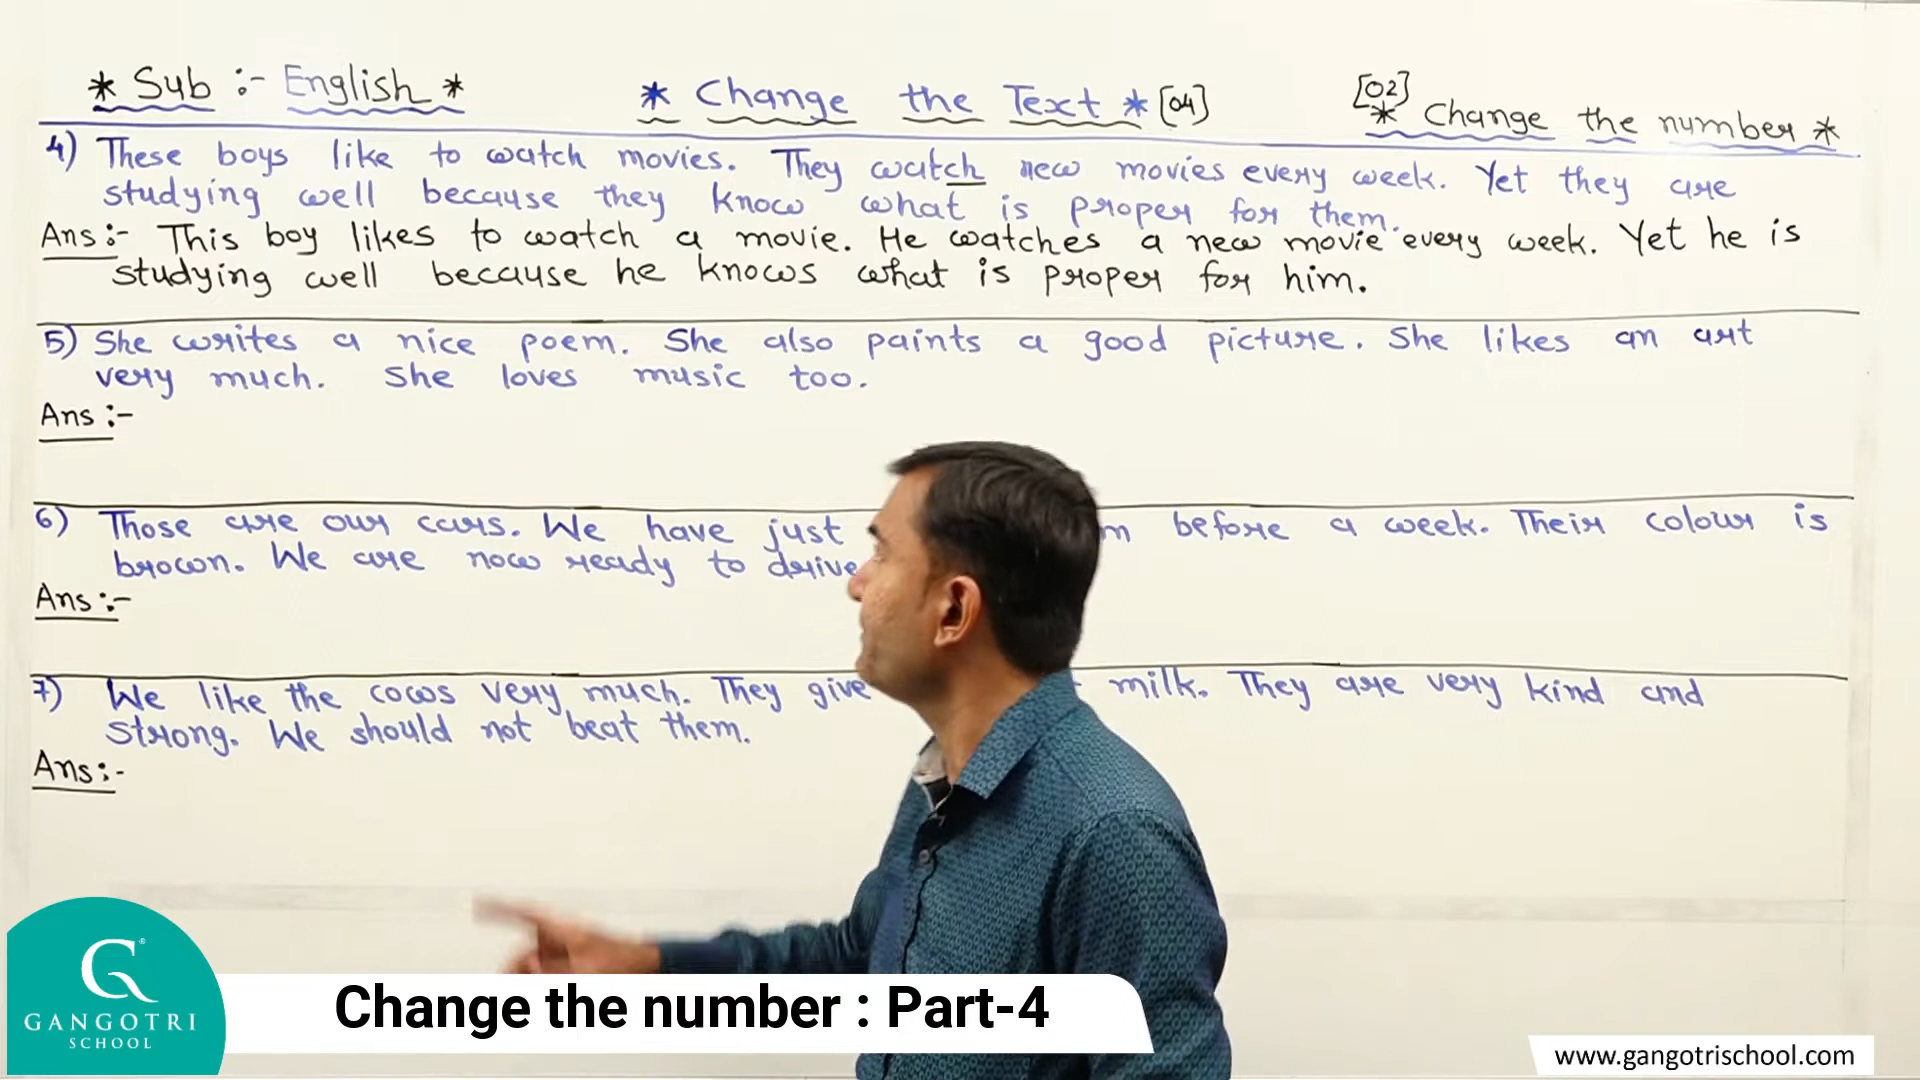 * Sub :- English *
* Change the Text * [04]
[02]
* Change the number *
4) These boys like to watch movies. They watch new movies every week. Yet they are
studying well because they know what is proper for them.
Ans :- This boy likes to watch a movie. He watches a new movie every week. Yet he is
studying well because he knows what is proper for him.
5) She writes a nice poem. She also paints a good picture. She likes an art
very much. She loves music too.
Ans :-
6) Those are our cars. We have just before a week. Their colour is
brown. We are now ready to drive
Ans :-
7) We like the cows very much. They give milk. They are very kind and
strong. We should not beat them.
Ans :-
GANGOTRI
SCHOOL
Change the number : Part-4
www.gangotrischool.com